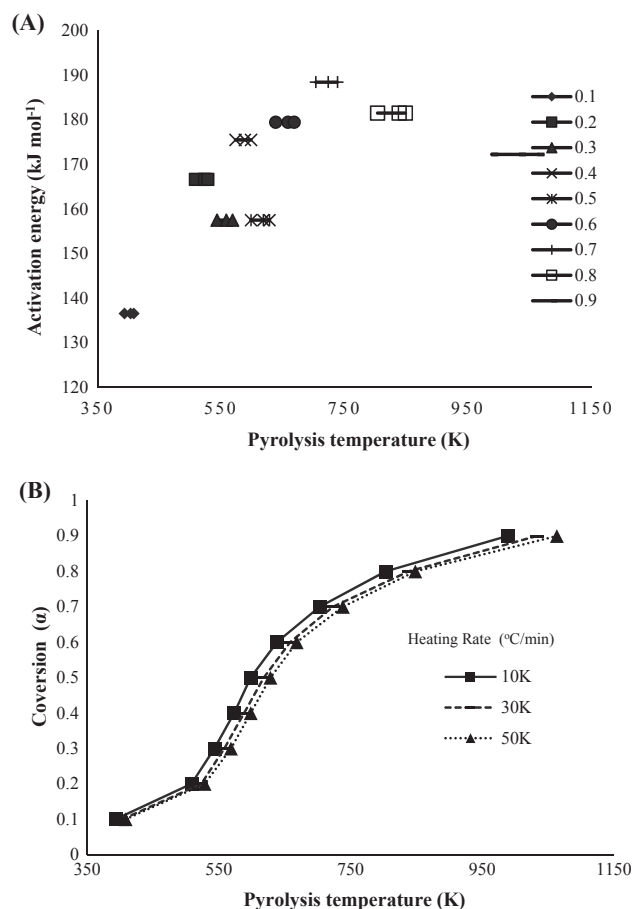 (A)
200
190
180
170
160
150
140
130
120
Activation energy (kJ mol⁻¹)
350 550 750 950 1150
Pyrolysis temperature (K)
0.1
0.2
0.3
0.4
0.5
0.6
0.7
0.8
0.9
(B)
1
0.9
0.8
0.7
0.6
0.5
0.4
0.3
0.2
0.1
0
Coversion (α)
350 550 750 950 1150
Pyrolysis temperature (K)
Heating Rate (°C/min)
10K
30K
50K